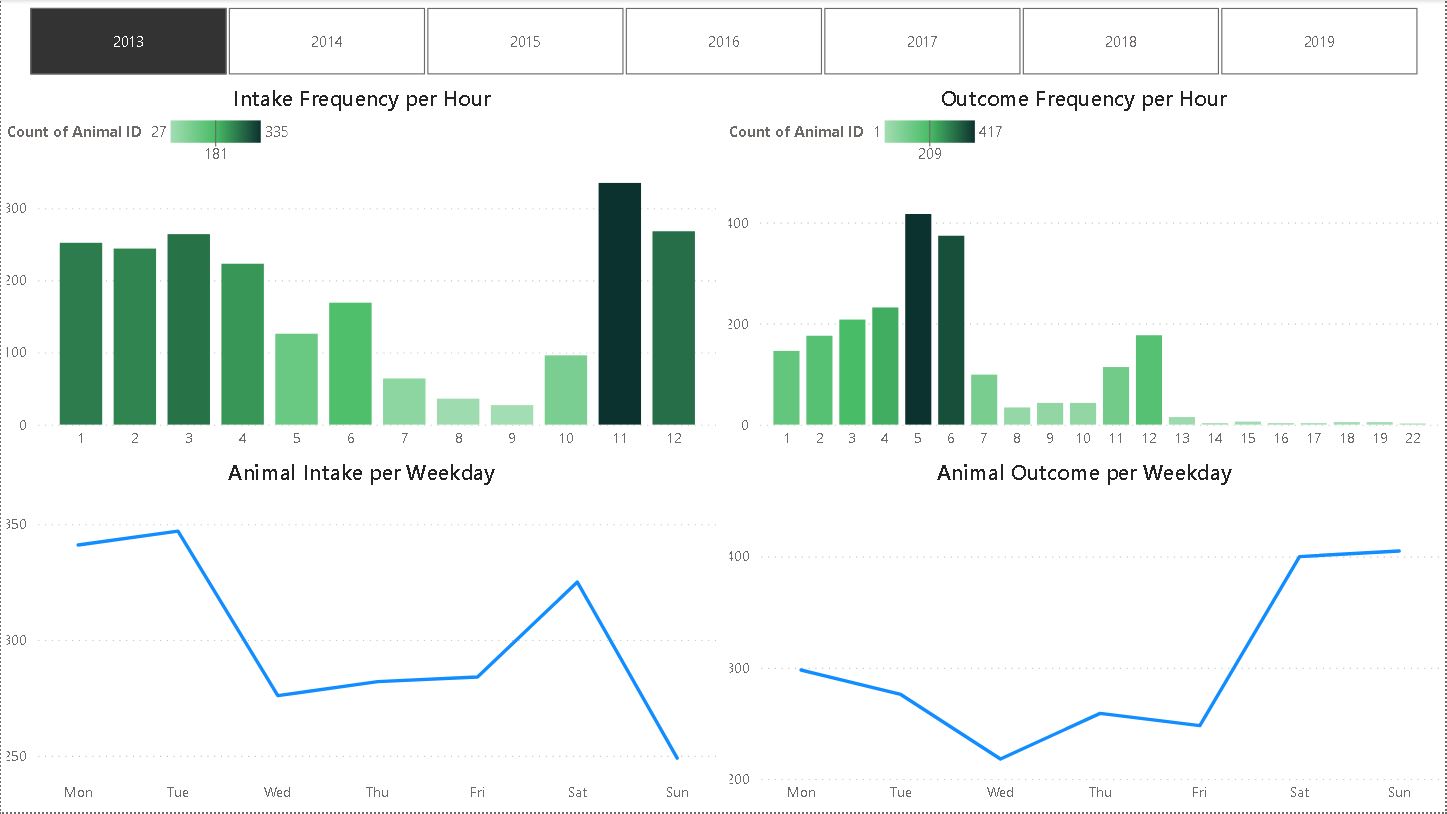 2013 2014 2015 2016 2017 2018 2019
Intake Frequency per Hour
Count of Animal ID 27 335
181
300
200
100
0
1 2 3 4 5 6 7 8 9 10 11 12
Outcome Frequency per Hour
Count of Animal ID 1 417
209
400
200
0
1 2 3 4 5 6 7 8 9 10 11 12 13 14 15 16 17 18 19 22
Animal Intake per Weekday
350
300
250
Mon Tue Wed Thu Fri Sat Sun
Animal Outcome per Weekday
400
300
200
Mon Tue Wed Thu Fri Sat Sun